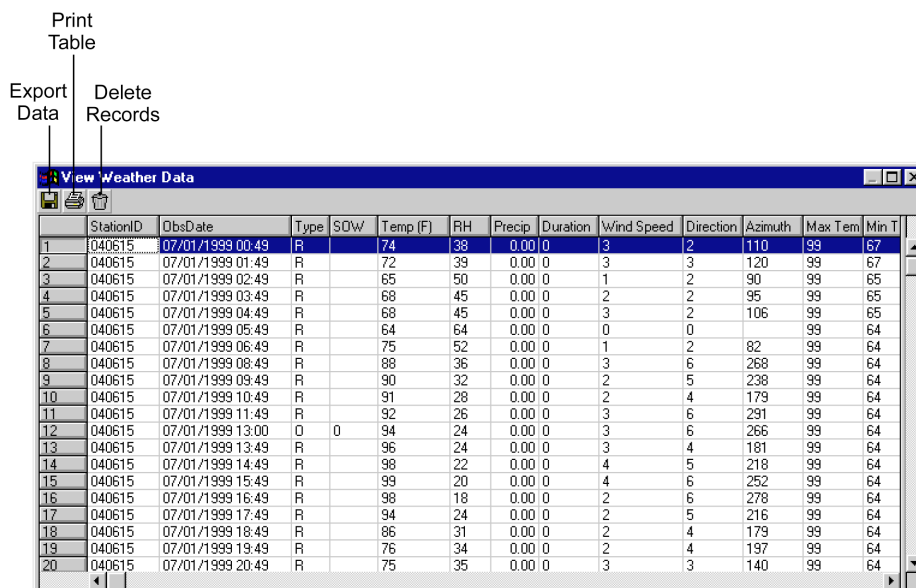 Print
Table
Export
Data
Delete
Records
View Weather Data
StationID ObsDate Type SOW Temp (F) RH Precip Duration Wind Speed Direction Azimuth Max Tem Min T
1 040615 07/01/1999 00:49 R 74 38 0.00 0 3 2 110 99 67
2 040615 07/01/1999 01:49 R 72 39 0.00 0 3 3 120 99 67
3 040615 07/01/1999 02:49 R 65 50 0.00 0 1 2 90 99 65
4 040615 07/01/1999 03:49 R 68 45 0.00 0 2 2 95 99 65
5 040615 07/01/1999 04:49 R 68 45 0.00 0 3 2 106 99 65
6 040615 07/01/1999 05:49 R 64 64 0.00 0 0 0 99 64
7 040615 07/01/1999 06:49 R 75 52 0.00 0 1 2 82 99 64
8 040615 07/01/1999 08:49 R 88 36 0.00 0 3 6 268 99 64
9 040615 07/01/1999 09:49 R 90 32 0.00 0 2 5 238 99 64
10 040615 07/01/1999 10:49 R 91 28 0.00 0 2 4 179 99 64
11 040615 07/01/1999 11:49 R 92 26 0.00 0 3 6 291 99 64
12 040615 07/01/1999 13:00 O 0 94 24 0.00 0 3 6 266 99 64
13 040615 07/01/1999 13:49 R 96 24 0.00 0 3 4 181 99 64
14 040615 07/01/1999 14:49 R 98 22 0.00 0 4 5 218 99 64
15 040615 07/01/1999 15:49 R 99 20 0.00 0 4 6 252 99 64
16 040615 07/01/1999 16:49 R 98 18 0.00 0 2 6 278 99 64
17 040615 07/01/1999 17:49 R 94 24 0.00 0 2 5 216 99 64
18 040615 07/01/1999 18:49 R 86 31 0.00 0 2 4 179 99 64
19 040615 07/01/1999 19:49 R 76 34 0.00 0 2 4 197 99 64
20 040615 07/01/1999 20:49 R 75 35 0.00 0 3 3 140 99 64